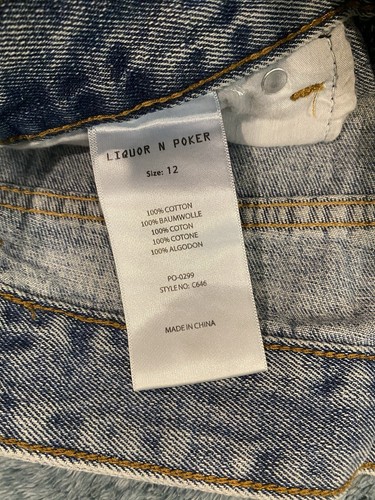 LIQUOR N POKER
Size: 12
100% COTTON
100% BAUMWOLLE
100% COTON
100% COTONE
100% ALGODON
PO-0299
STYLE NO: C646
MADE IN CHINA